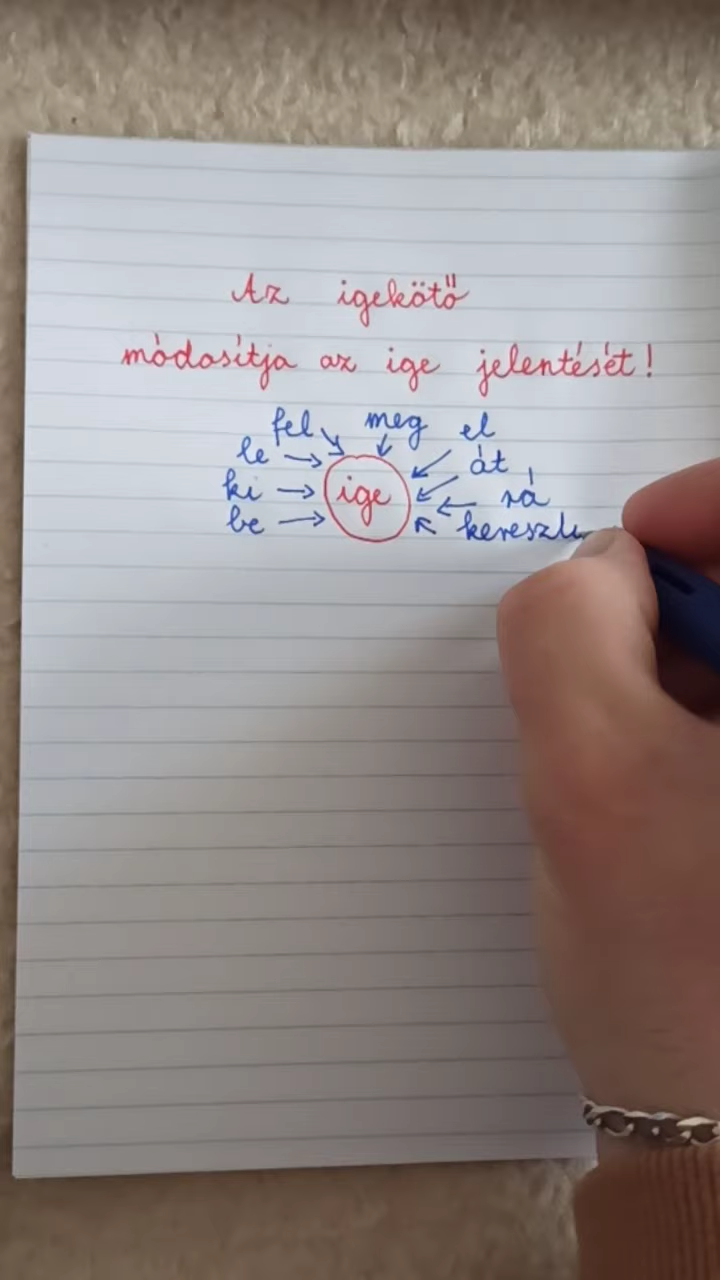 Az igekötő
módosítja az ige jelentését!
fel meg el
le át
ki ige rá
be